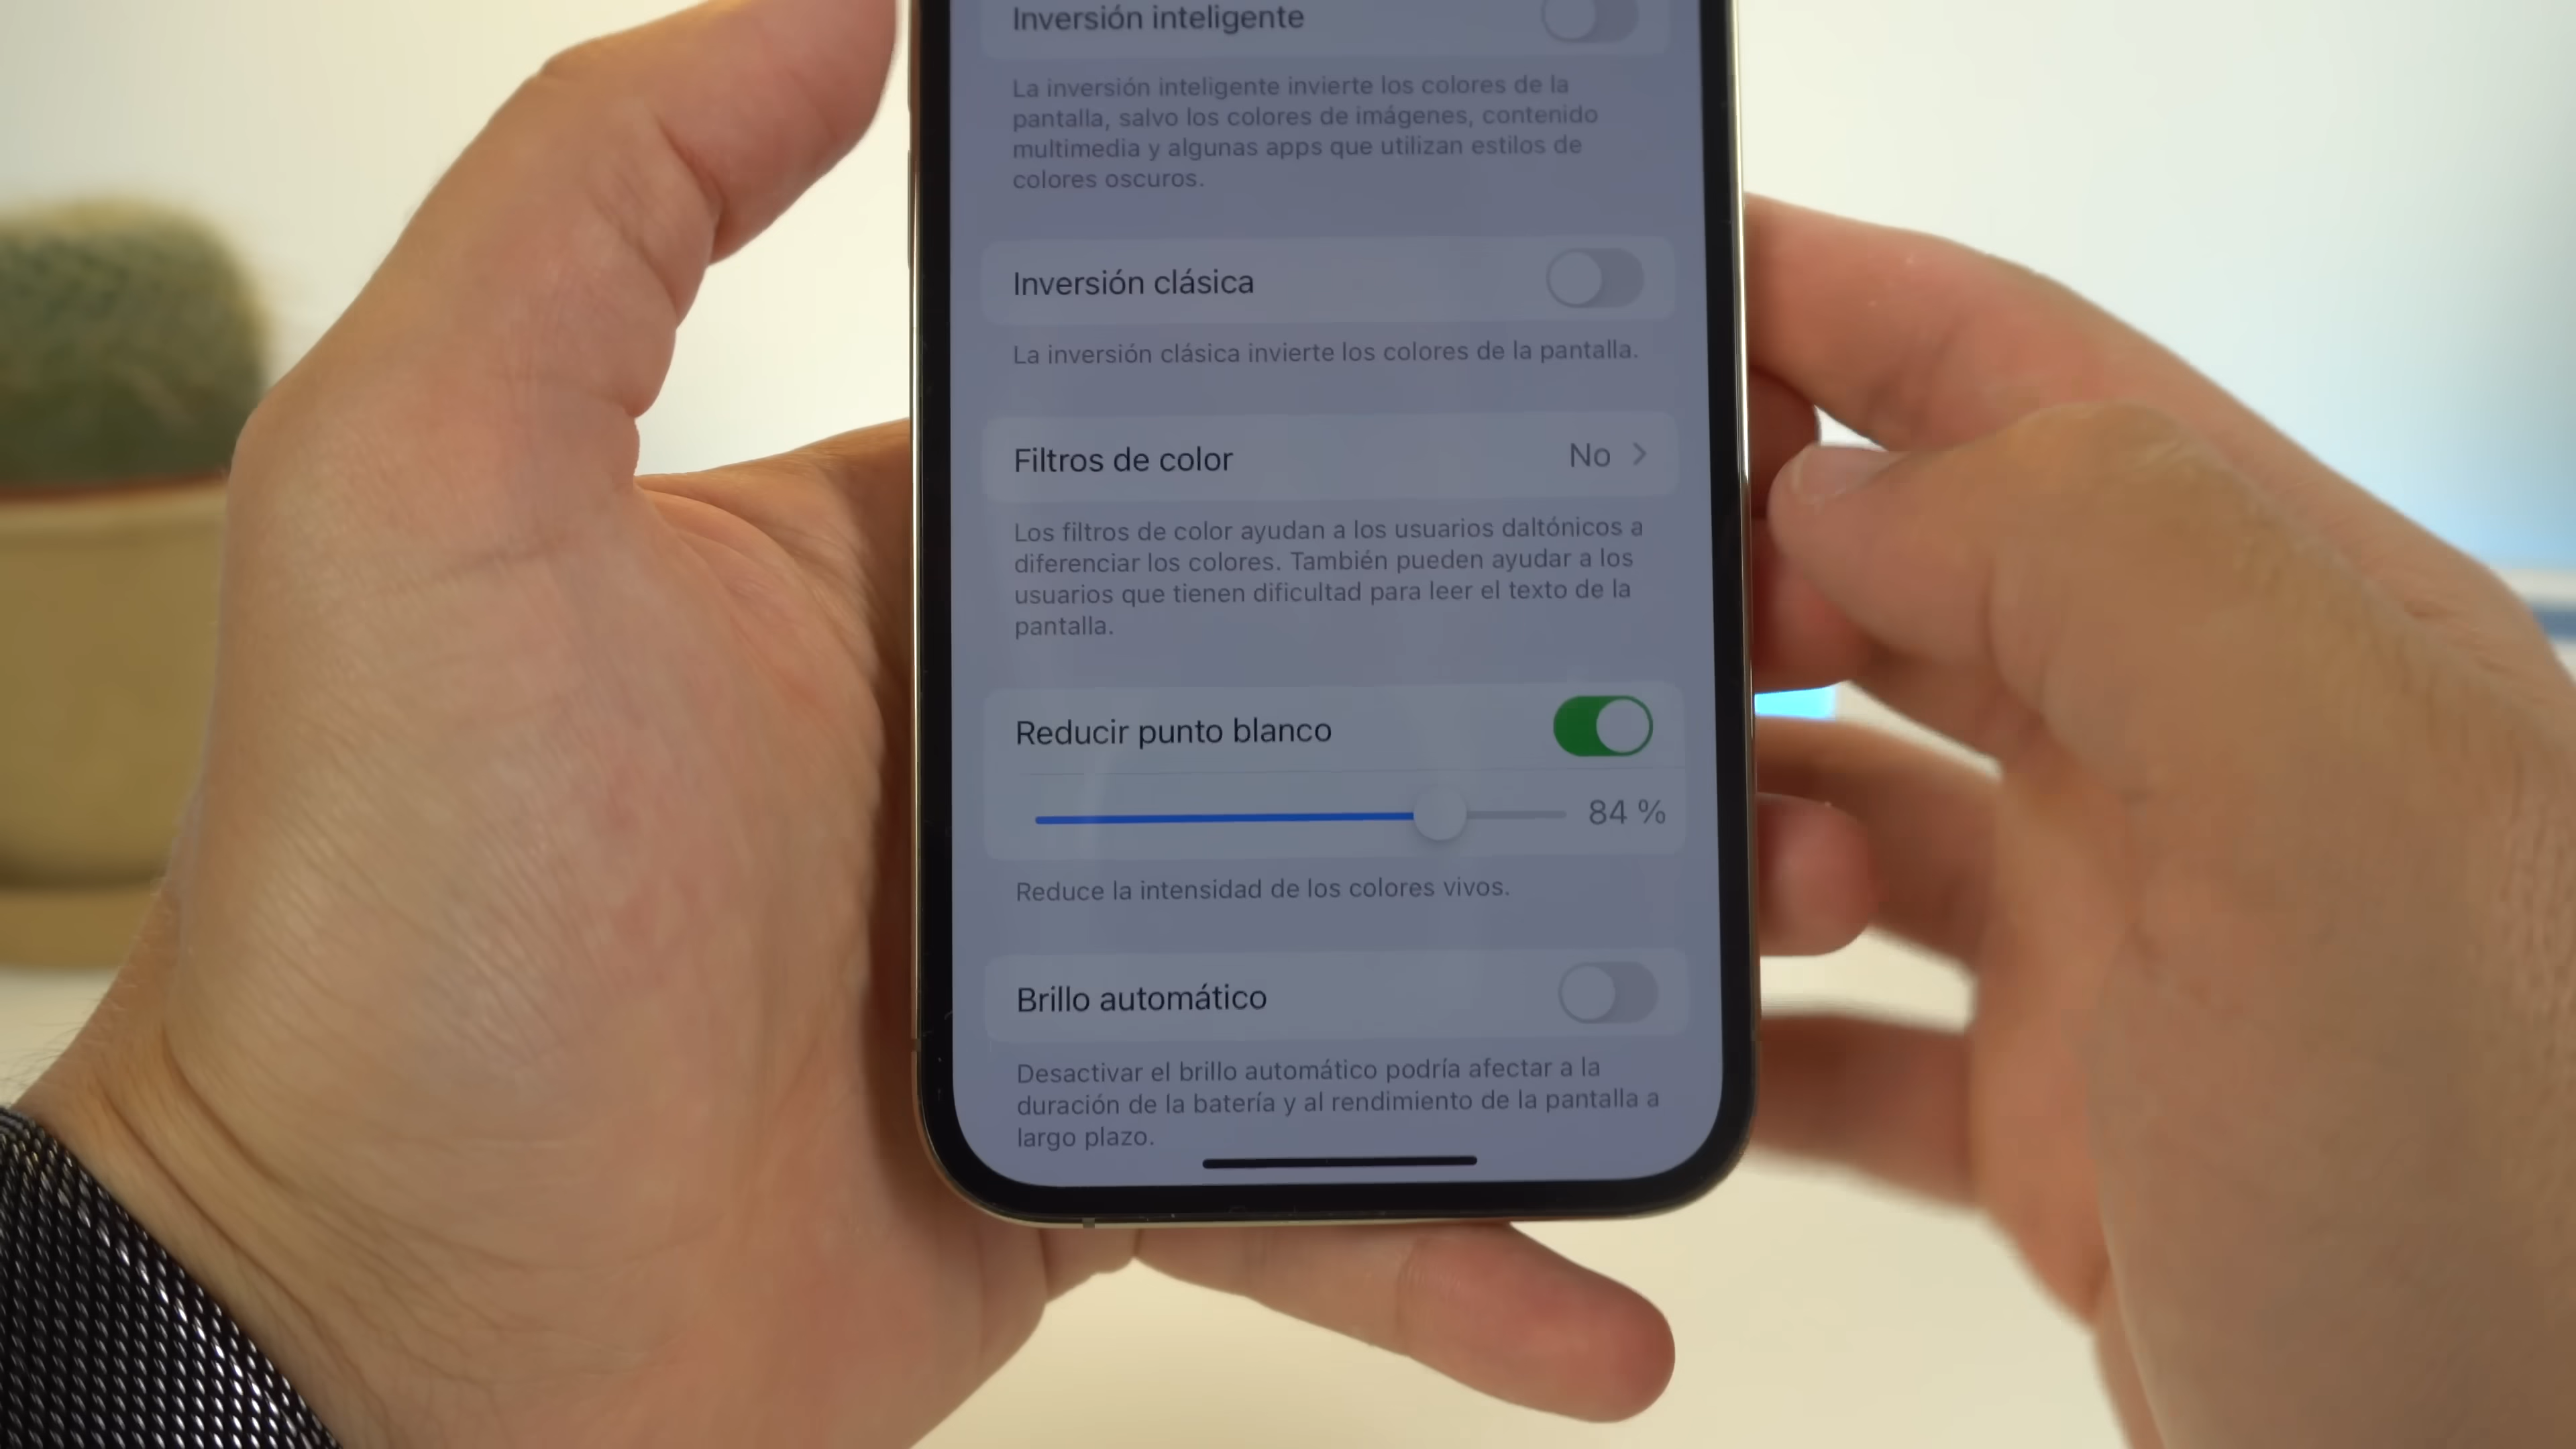 Inversión inteligente
La inversión inteligente invierte los colores de la
pantalla, salvo los colores de imágenes, contenido
multimedia y algunas apps que utilizan estilos de
colores oscuros.
Inversión clásica
La inversión clásica invierte los colores de la pantalla.
Filtros de color No
Los filtros de color ayudan a los usuarios daltónicos a
diferenciar los colores. También pueden ayudar a los
usuarios que tienen dificultad para leer el texto de la
pantalla.
Reducir punto blanco
84 %
Reduce la intensidad de los colores vivos.
Brillo automático
Desactivar el brillo automático podría afectar a la
duración de la batería y al rendimiento de la pantalla a
largo plazo.